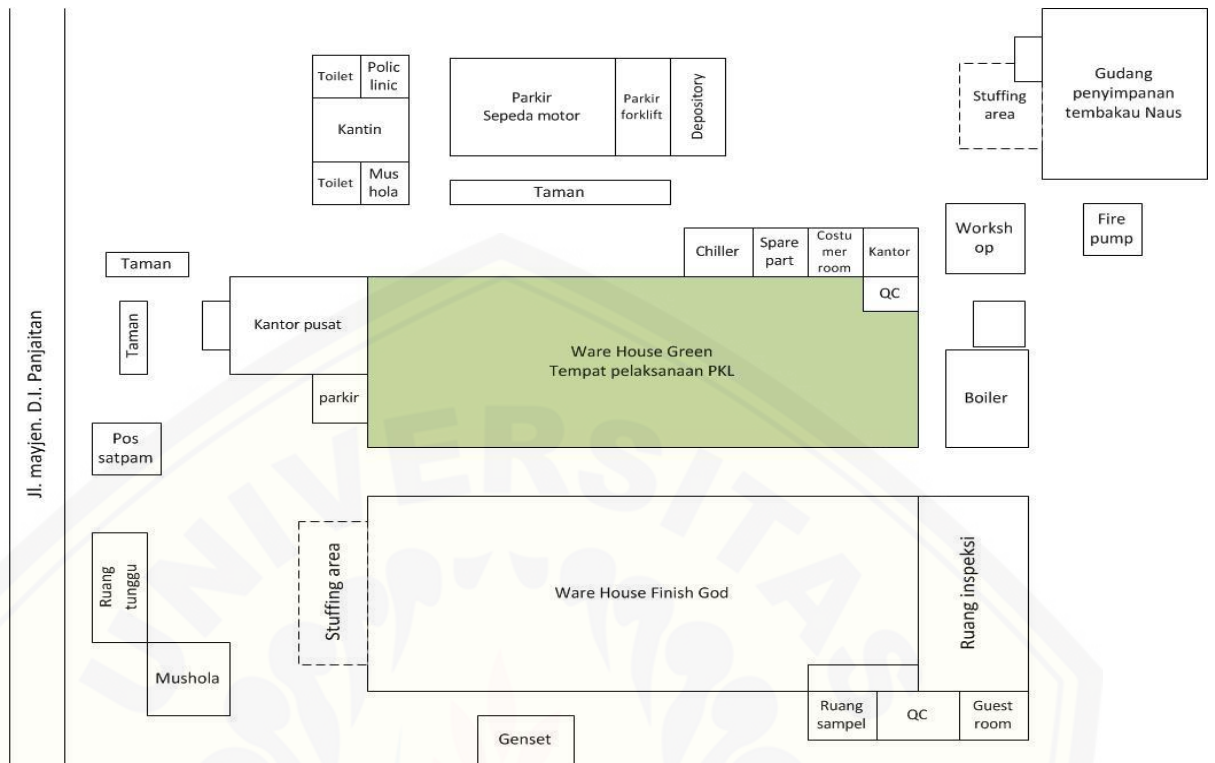 Toilet
Polic
linic
Kantin
Toilet
Mus
hola
Parkir
Sepeda motor
Parkir
forklift
Depository
Taman
Stuffing
area
Gudang
penyimpanan
tembakau Naus
Worksh
op
Fire
pump
Chiller
Spare
part
Costu
mer
room
Kantor
QC
Taman
Taman
Kantor pusat
parkir
Ware House Green
Tempat pelaksanaan PKL
Boiler
Jl. mayjen. D.I. Panjaitan
Pos
satpam
Ruang
tunggu
Mushola
Stuffing area
Ware House Finish God
Ruang inspeksi
Ruang
sampel
QC
Guest
room
Genset
UNIVERSITAS